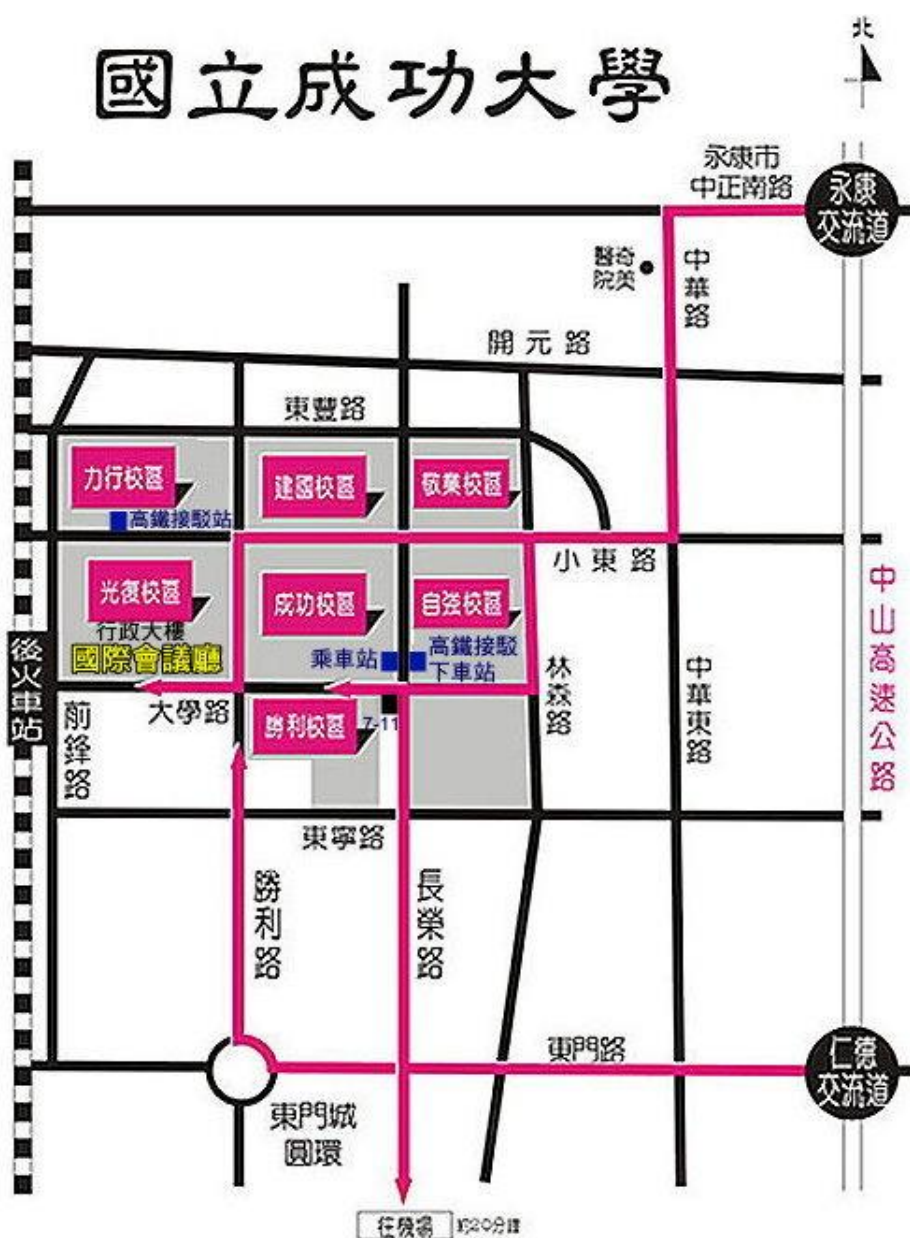 國立成功大學
北
永康市
中正南路
永康
交流道
奇美
醫院
中華路
開元路
東豐路
力行校區
建國校區
敬業校區
高鐵接駁站
小東路
光復校區
成功校區
自強校區
行政大樓
國際會議廳
乘車站
高鐵接駁
下車站
後火車站
前鋒路
大學路
勝利校區
7-11
林森路
中華東路
中山高速公路
東寧路
勝利路
長榮路
東門路
仁德
交流道
東門城
圓環
往機場
約20分鐘